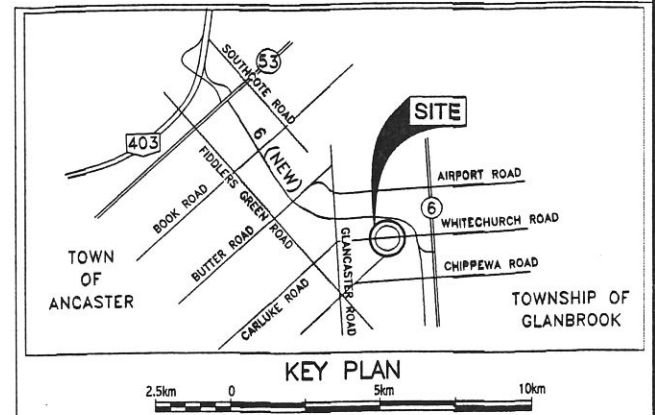 53
SOUTHCOTE ROAD
SITE
403
6 (NEW)
FIDDLERS GREEN ROAD
AIRPORT ROAD
BOOK ROAD
6
WHITECHURCH ROAD
BUTTER ROAD
GLANCASTER ROAD
TOWN
OF
ANCASTER
CHIPPEWA ROAD
CARLUKE ROAD
TOWNSHIP OF
GLANBROOK
KEY PLAN
2.5km 0 5km 10km